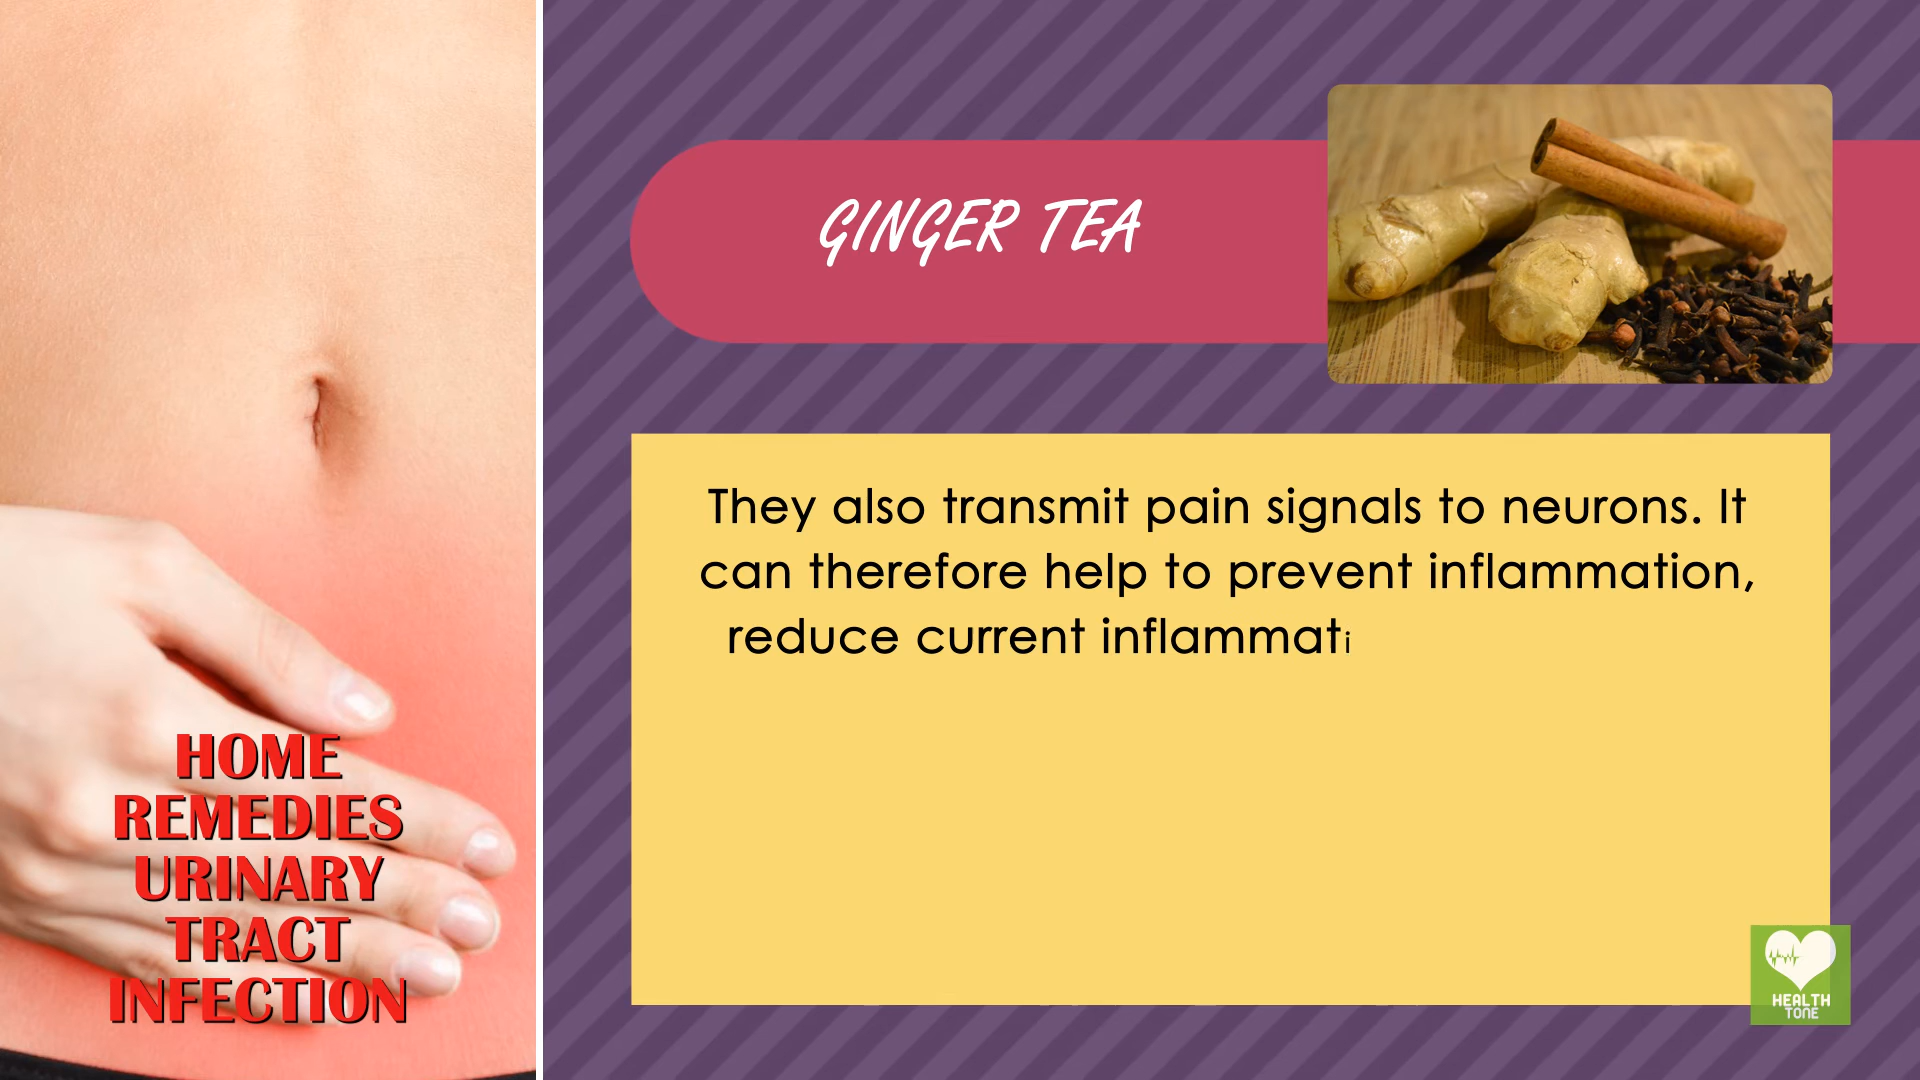 GINGER TEA
They also transmit pain signals to neurons. It
can therefore help to prevent inflammation,
reduce current inflammati
HOME
REMEDIES
URINARY
TRACT
INFECTION
HEALTH
TONE